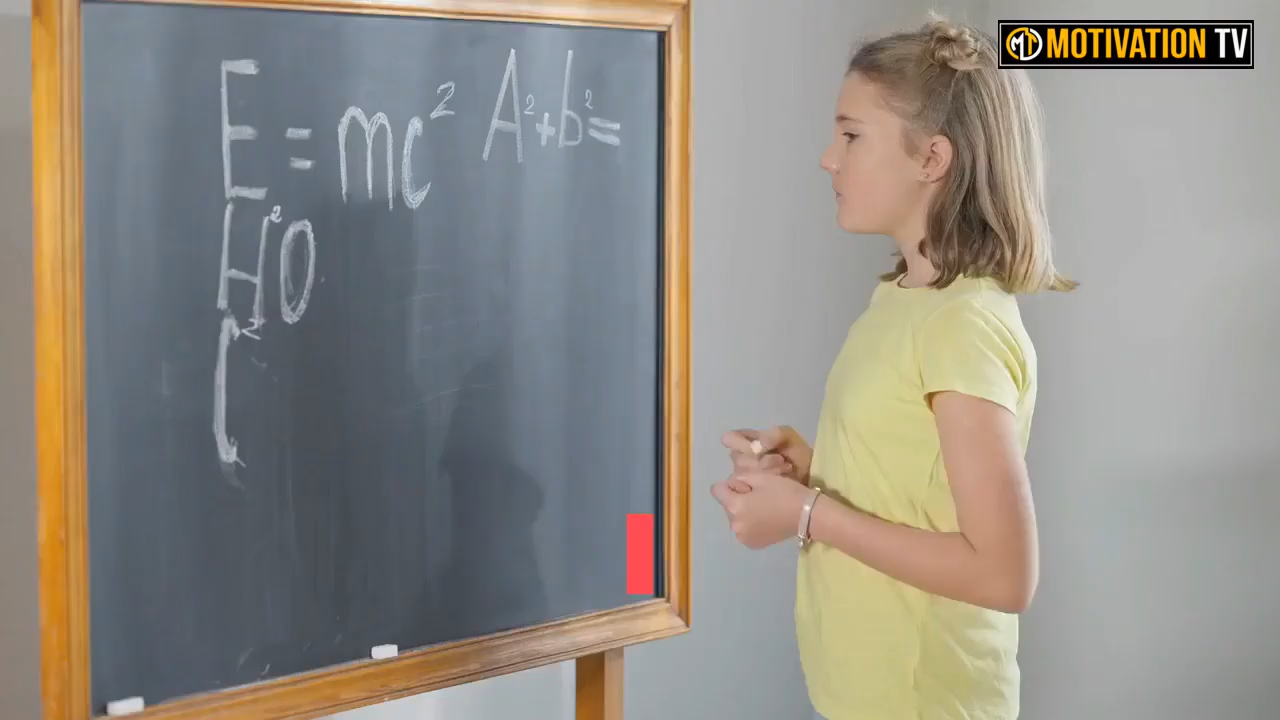 MOTIVATION TV
E = mc² A²+b²=
H²O